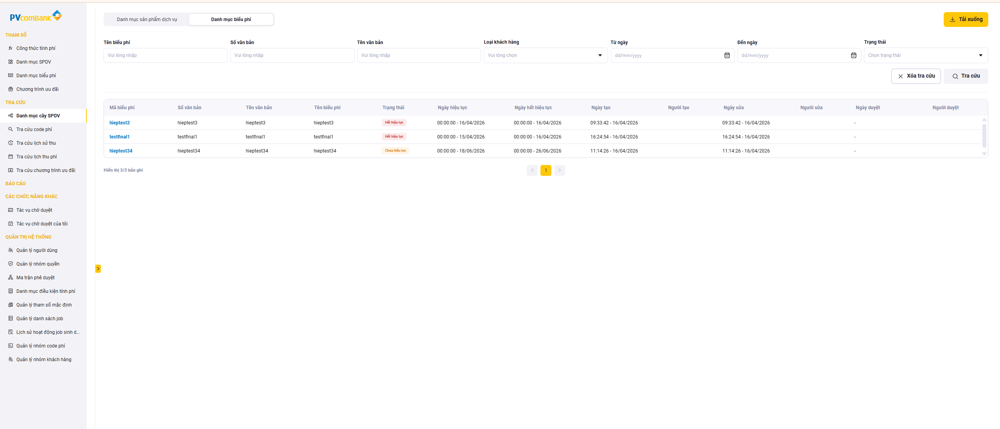 PVcomBank
THAM SỐ
Công thức tính phí
Danh mục SPDV
Danh mục biểu phí
Chương trình ưu đãi
TRA CỨU
Danh mục cây SPDV
Tra cứu code phí
Tra cứu lịch sử thu
Tra cứu lịch thu phí
Tra cứu chương trình ưu đãi
BÁO CÁO
CÁC CHỨC NĂNG KHÁC
Tác vụ chờ duyệt
Tác vụ chờ duyệt của tôi
QUẢN TRỊ HỆ THỐNG
Quản lý người dùng
Quản lý nhóm quyền
Ma trận phê duyệt
Danh mục điều kiện tính phí
Quản lý tham số mặc định
Quản lý danh sách job
Lịch sử hoạt động job sinh d...
Quản lý nhóm code phí
Quản lý nhóm khách hàng
Danh mục sản phẩm dịch vụ Danh mục biểu phí Tải xuống
Tên biểu phí Số văn bản Tên văn bản Loại khách hàng Từ ngày Đến ngày Trạng thái
Vui lòng nhập Vui lòng nhập Vui lòng nhập Vui lòng chọn dd/mm/yyyy dd/mm/yyyy Chọn trạng thái
Xóa tra cứu Tra cứu
Mã biểu phí Số văn bản Tên văn bản Tên biểu phí Trạng thái Ngày hiệu lực Ngày hết hiệu lực Ngày tạo Người tạo Ngày sửa Người sửa Ngày duyệt Người duyệt
hieptest3 hieptest3 hieptest3 hieptest3 Hết hiệu lực 00:00:00 - 16/04/2026 00:00:00 - 16/04/2026 09:33:42 - 16/04/2026 09:33:42 - 16/04/2026 -
testfinal1 testfinal1 testfinal1 testfinal1 Hết hiệu lực 00:00:00 - 15/04/2026 00:00:00 - 16/04/2026 16:24:54 - 16/04/2026 16:24:54 - 16/04/2026 -
hieptest34 hieptest34 hieptest34 hieptest34 Chưa hiệu lực 00:00:00 - 18/06/2026 00:00:00 - 26/06/2026 11:14:26 - 16/04/2026 11:14:26 - 16/04/2026 -
Hiển thị 3/3 bản ghi < 1 >